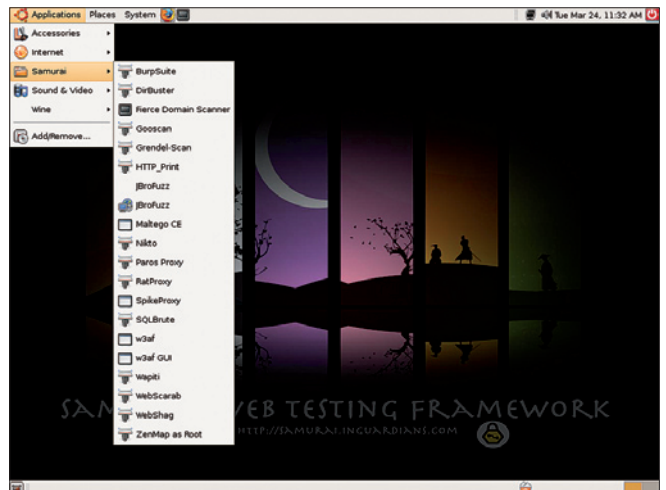 Applications Places System
Tue Mar 24, 11:32 AM
Accessories
Internet
Samurai
Sound & Video
Wine
Add/Remove...
BurpSuite
DirBuster
Fierce Domain Scanner
Gooscan
Grendel-Scan
HTTP_Print
JBroFuzz
JBroFuzz
Maltego CE
Nikto
Paros Proxy
RatProxy
SpikeProxy
SQLBrute
w3af
w3af GUI
Wapiti
WebScarab
WebShag
ZenMap as Root
SAM EB TESTING FRAMEWORK
HTTP://SAMURAI.INGUARDIANS.COM